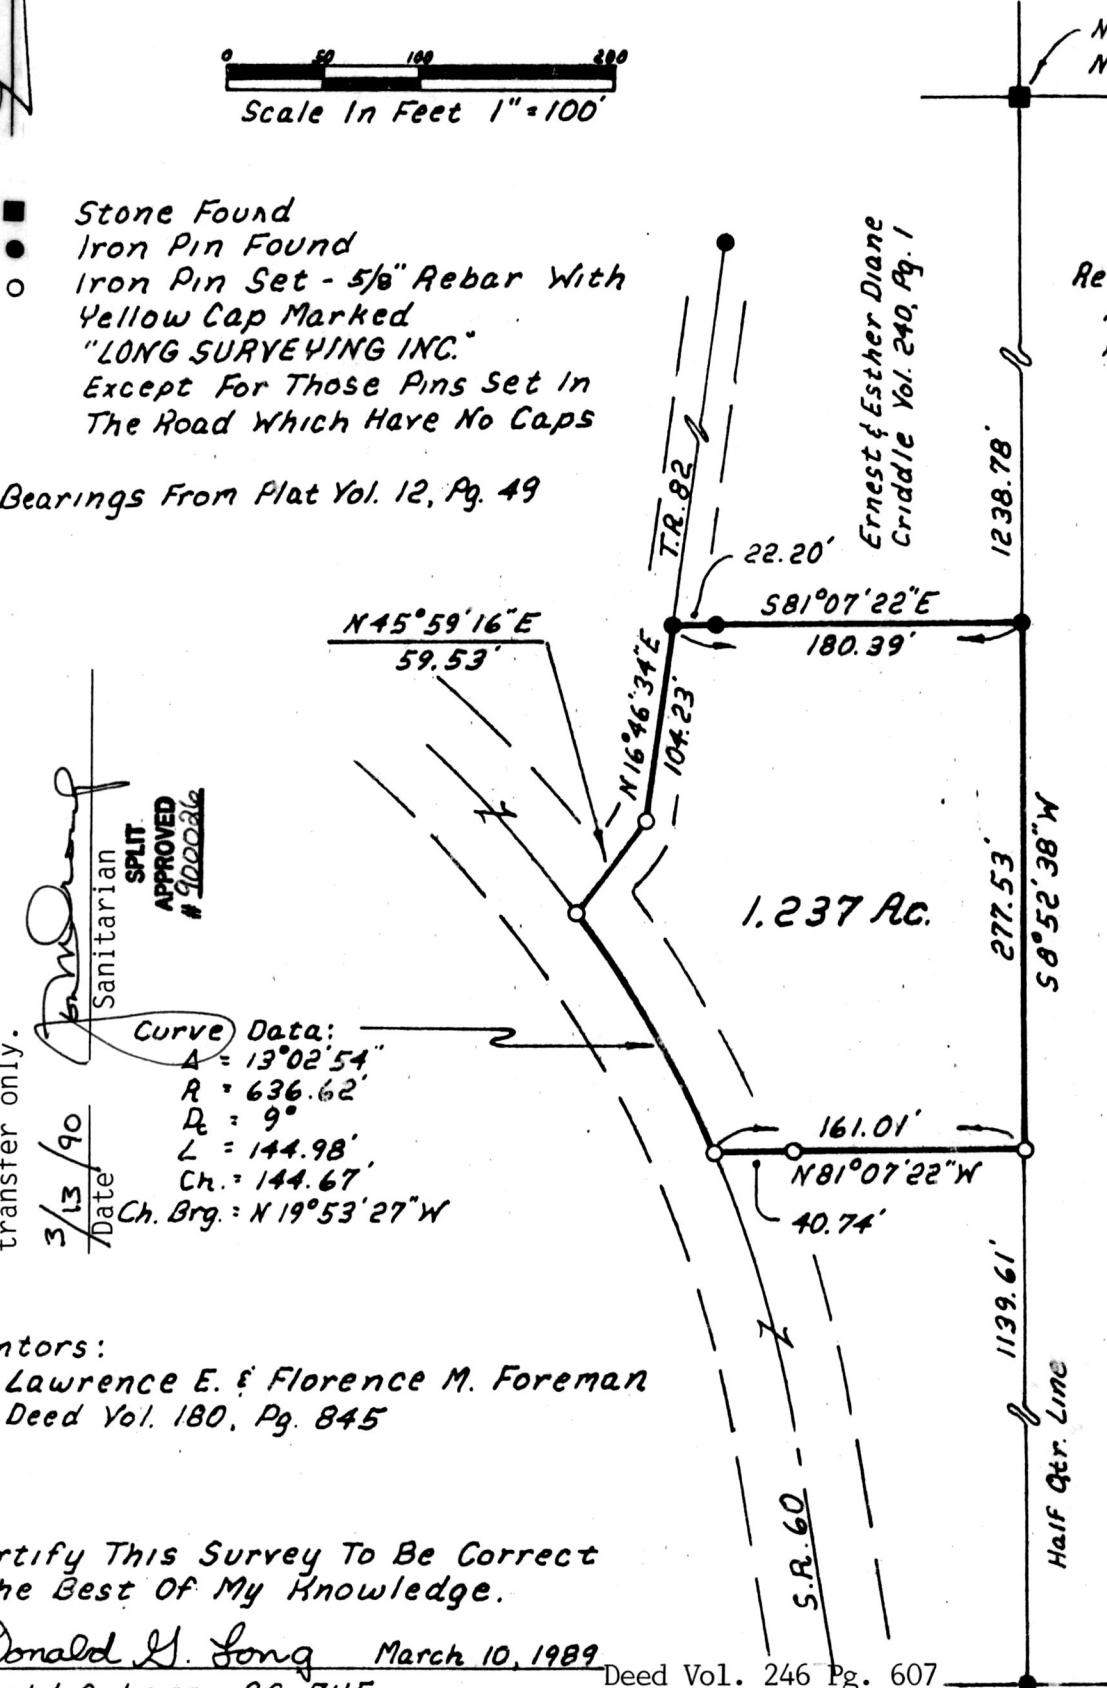 0 50 100 200
Scale In Feet 1"=100'
Stone Found
Iron Pin Found
Iron Pin Set - 5/8" Rebar With
Yellow Cap Marked
"LONG SURVEYING INC."
Except For Those Pins Set In
The Road Which Have No Caps
Bearings From Plat Vol. 12, Pg. 49
Ernest & Esther Diane
Criddle Vol. 240, Pg. 1
Re
1238.78'
T.R. 82
22.20'
S81°07'22"E
180.39'
N45°59'16"E
59.53'
N16°46'34"E
104.23'
1.237 Ac.
277.53'
S8°52'38"W
Sanitarian
SPLIT
APPROVED
# 900026
transfer only.
3/13/90
Date
Curve Data:
Δ = 13°02'54"
R = 636.62'
Dc = 9°
L = 144.98'
Ch. = 144.67'
Ch. Brg. = N19°53'27"W
161.01'
N81°07'22"W
40.74'
1139.61'
Half Qtr. Line
ntors:
Lawrence E. & Florence M. Foreman
Deed Vol. 180, Pg. 845
S.R. 60
rtify This Survey To Be Correct
he Best Of My Knowledge.
Donald G. Long March 10, 1989
Deed Vol. 246 Pg. 607